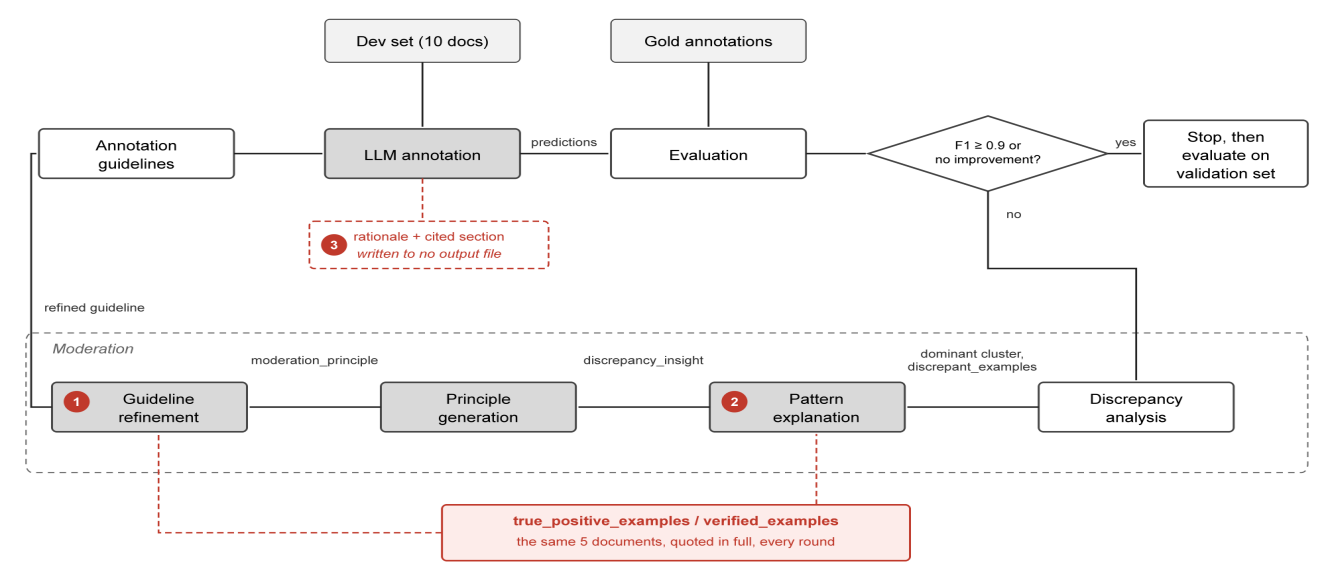 Dev set (10 docs)
Gold annotations
Annotation
guidelines
LLM annotation
predictions
Evaluation
F1 ≥ 0.9 or
no improvement?
yes
Stop, then
evaluate on
validation set
no
3
rationale + cited section
written to no output file
refined guideline
Moderation
moderation_principle
discrepancy_insight
dominant cluster,
discrepant_examples
1
Guideline
refinement
Principle
generation
2
Pattern
explanation
Discrepancy
analysis
true_positive_examples / verified_examples
the same 5 documents, quoted in full, every round